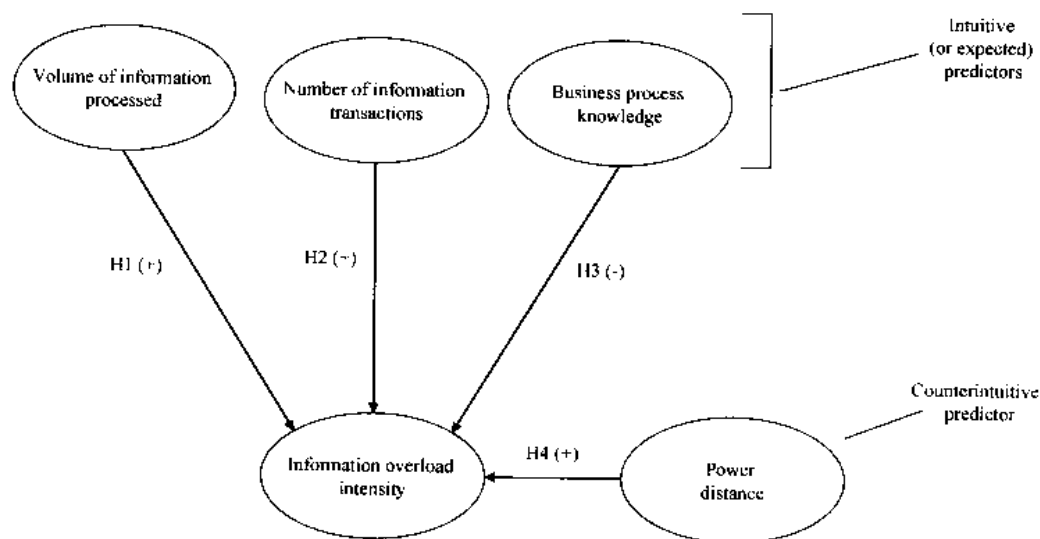 Intuitive
(or expected)
predictors
Volume of information
processed
Number of information
transactions
Business process
knowledge
H1 (+)
H2 (+)
H3 (-)
Counterintuitive
predictor
H4 (+)
Information overload
intensity
Power
distance